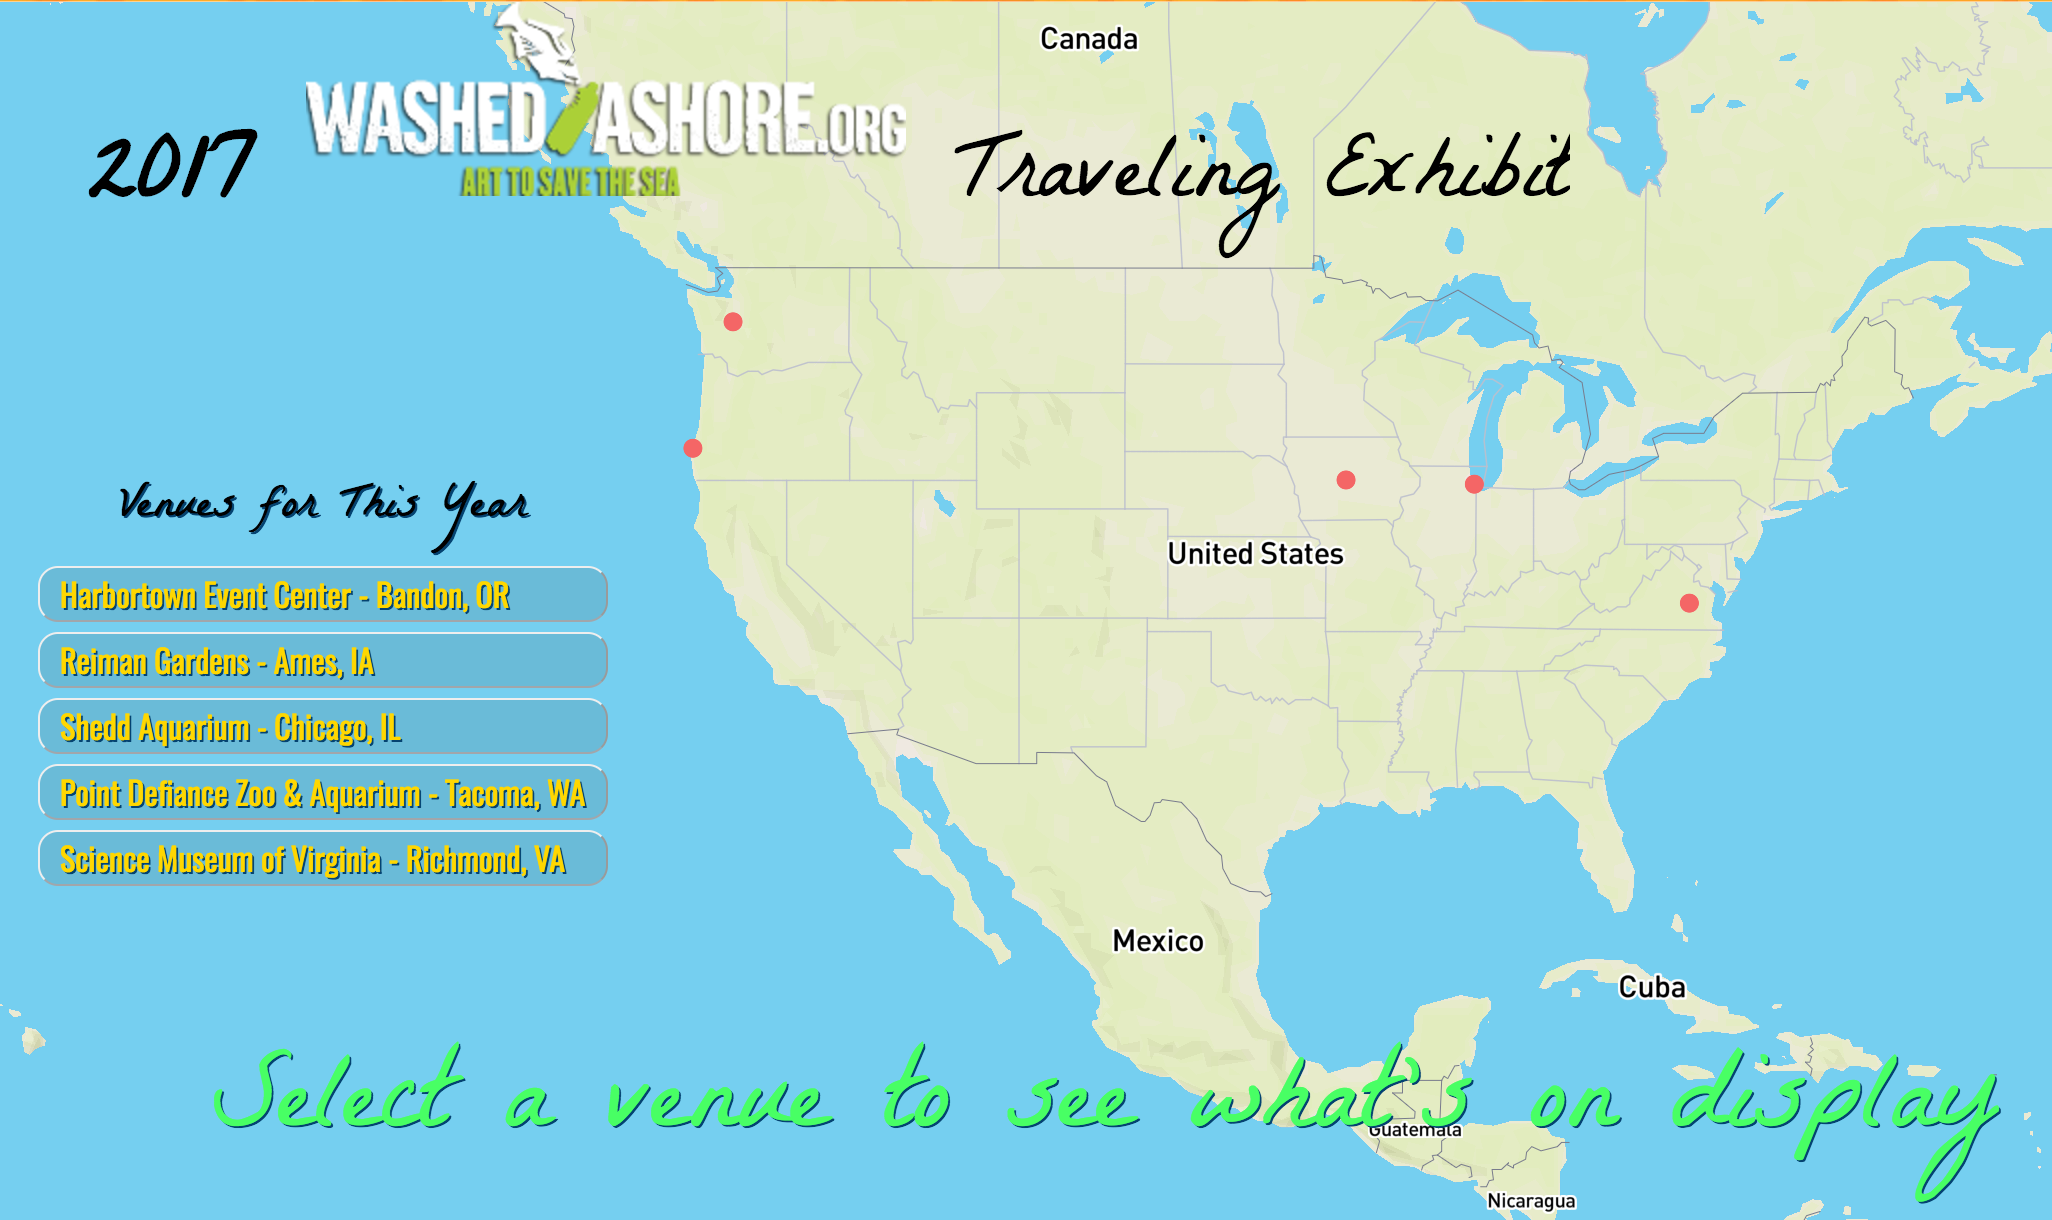 Canada
2017 WASHED ASHORE.ORG Traveling Exhibit
ART TO SAVE THE SEA
Venues for This Year
Harbortown Event Center - Bandon, OR
Reiman Gardens - Ames, IA
Shedd Aquarium - Chicago, IL
Point Defiance Zoo & Aquarium - Tacoma, WA
Science Museum of Virginia - Richmond, VA
United States
Mexico
Cuba
Select a venue to see what's on display
Guatemala
Nicaragua